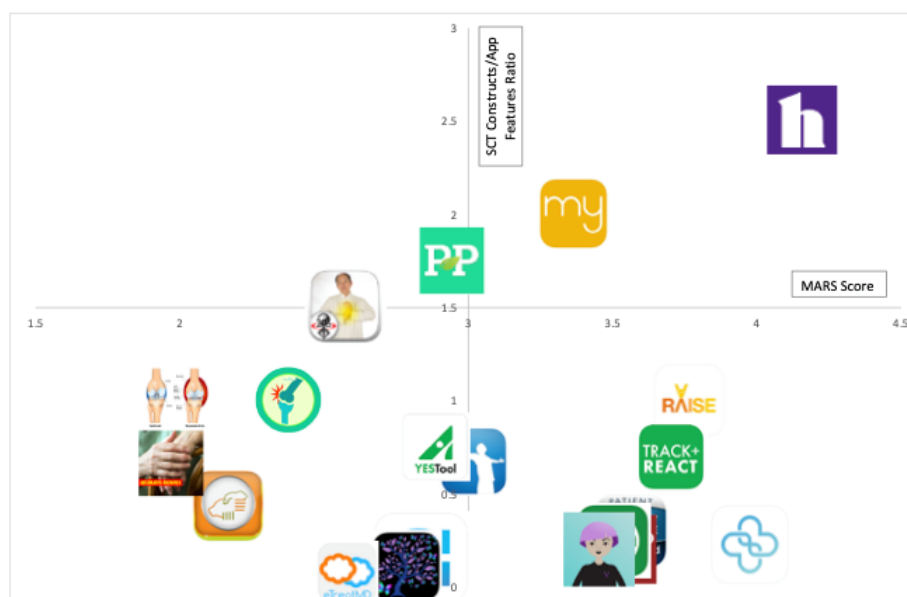 3
SCT Constructs/App
Features Ratio
2.5
h
my
2
PP
MARS Score
1.5
1.5
2
3
3.5
4
4.5
1
RAISE
YESTool
TRACK+
REACT
0.5
PATIENT
0